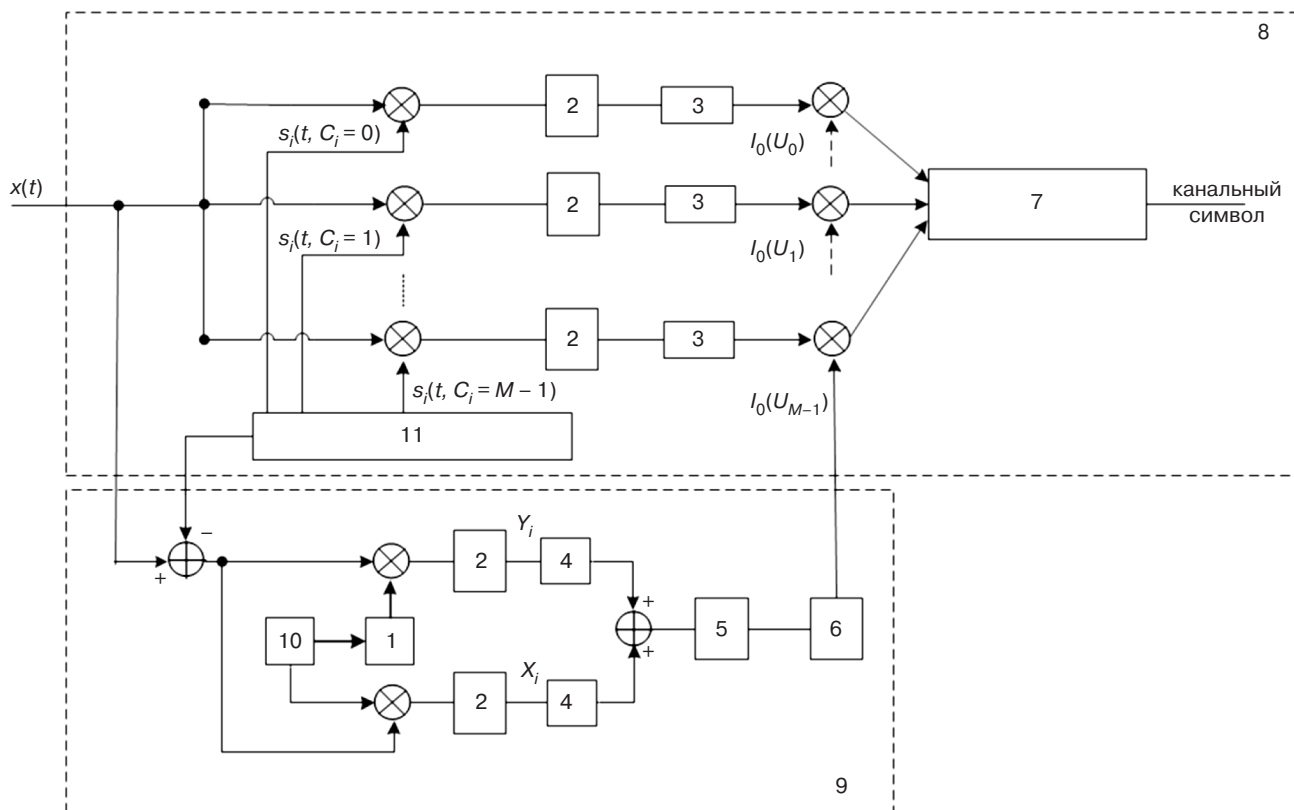 8
2
3
s_i(t, C_i = 0)
I_0(U_0)
x(t)
2
3
7
канальный
символ
s_i(t, C_i = 1)
I_0(U_1)
2
3
s_i(t, C_i = M – 1)
I_0(U_{M–1})
11
–
+
Y_i
2
4
+
10
1
5
6
+
X_i
2
4
9